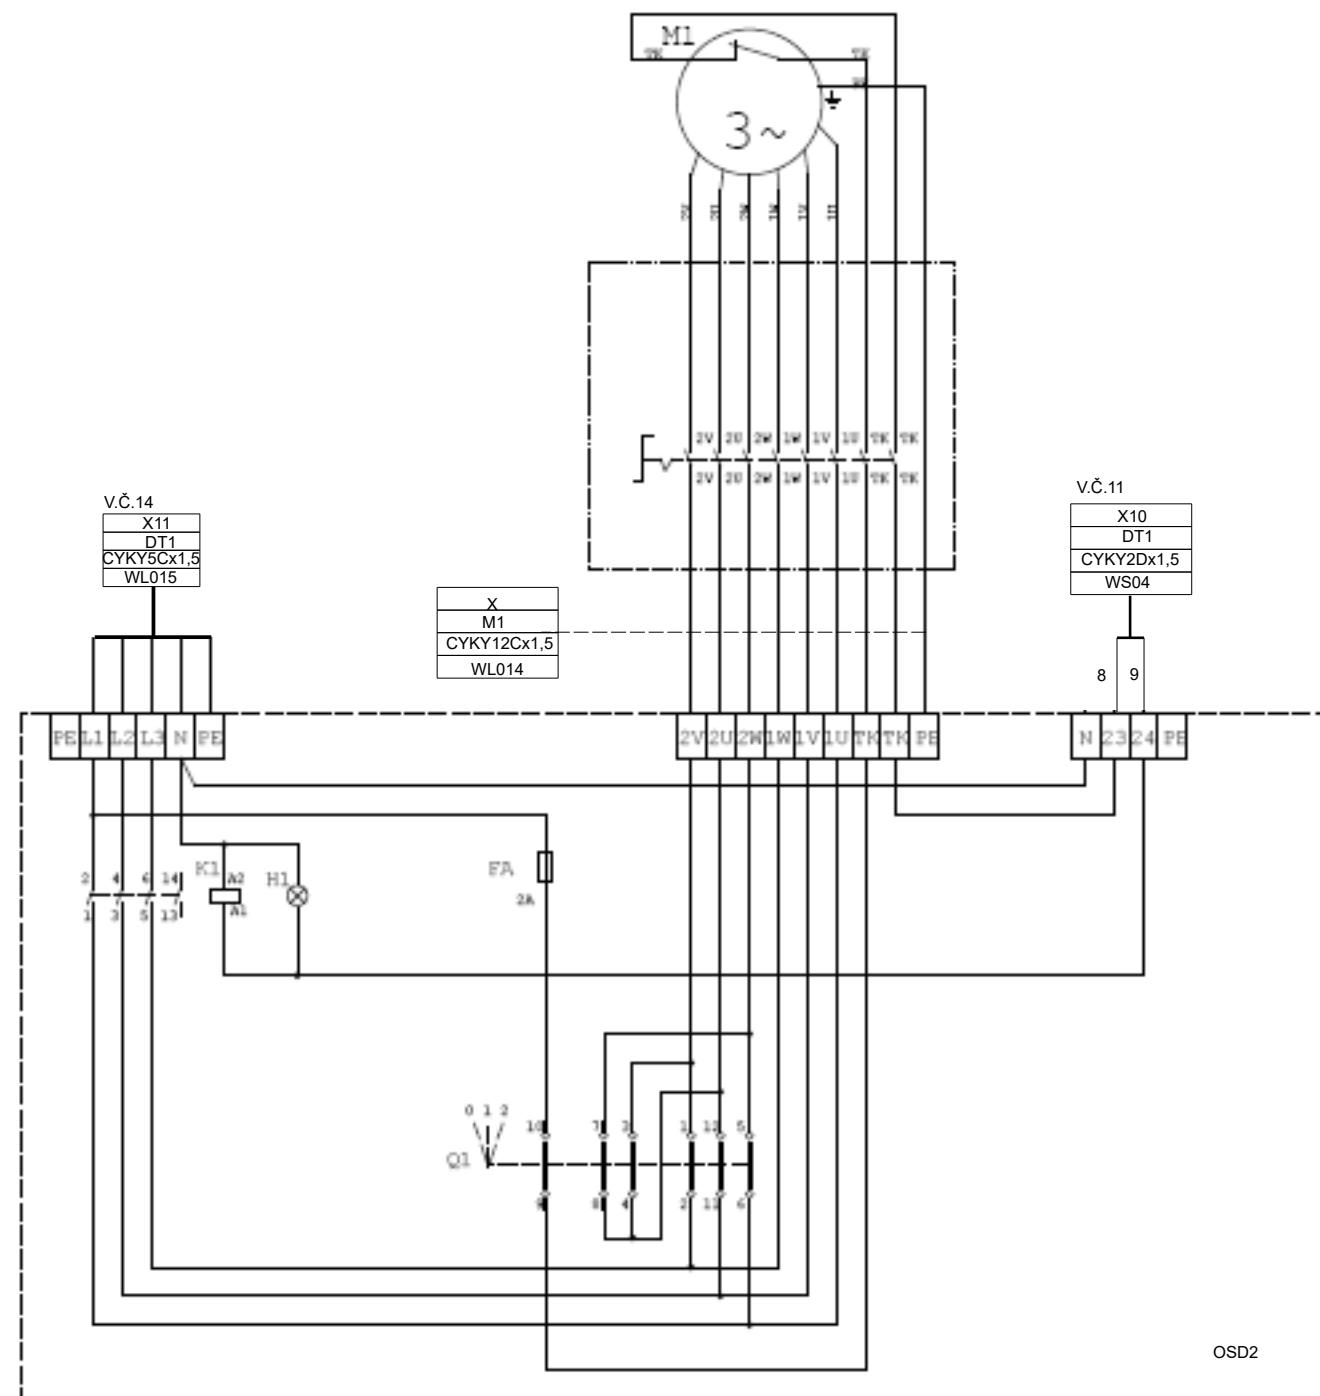 M1
TK TK
3~
2V 2U 2W 1W 1V 1U
2V 2U 2W 1W 1V 1U TK TK
2V 2U 2W 1W 1V 1U TK TK
V.Č.14
X11
DT1
CYKY5Cx1,5
WL015
V.Č.11
X10
DT1
CYKY2Dx1,5
WS04
X
M1
CYKY12Cx1,5
WL014
8 9
PE L1 L2 L3 N PE
2V 2U 2W 1W 1V 1U TK TK PE
N 23 24 PE
2 4 6 14 K1 A2 H1
1 3 5 13 A1
FA
2A
0 1 2
10 7 3 1 12 5
Q1
9 8 4 2 11 6
OSD2